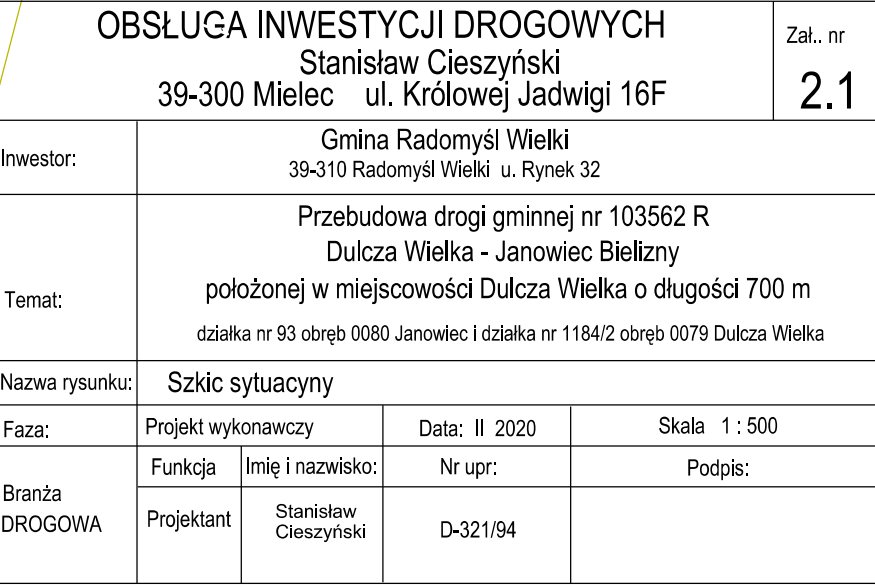 OBSŁUGA INWESTYCJI DROGOWYCH
Stanisław Cieszyński
39-300 Mielec ul. Królowej Jadwigi 16F
Zał.. nr
2.1
Inwestor:
Gmina Radomyśl Wielki
39-310 Radomyśl Wielki u. Rynek 32
Temat:
Przebudowa drogi gminnej nr 103562 R
Dulcza Wielka - Janowiec Bielizny
położonej w miejscowości Dulcza Wielka o długości 700 m
działka nr 93 obręb 0080 Janowiec i działka nr 1184/2 obręb 0079 Dulcza Wielka
Nazwa rysunku: Szkic sytuacyny
Faza: Projekt wykonawczy Data: II 2020 Skala 1 : 500
Branża
DROGOWA
Funkcja Imię i nazwisko: Nr upr: Podpis:
Projektant Stanisław
Cieszyński D-321/94